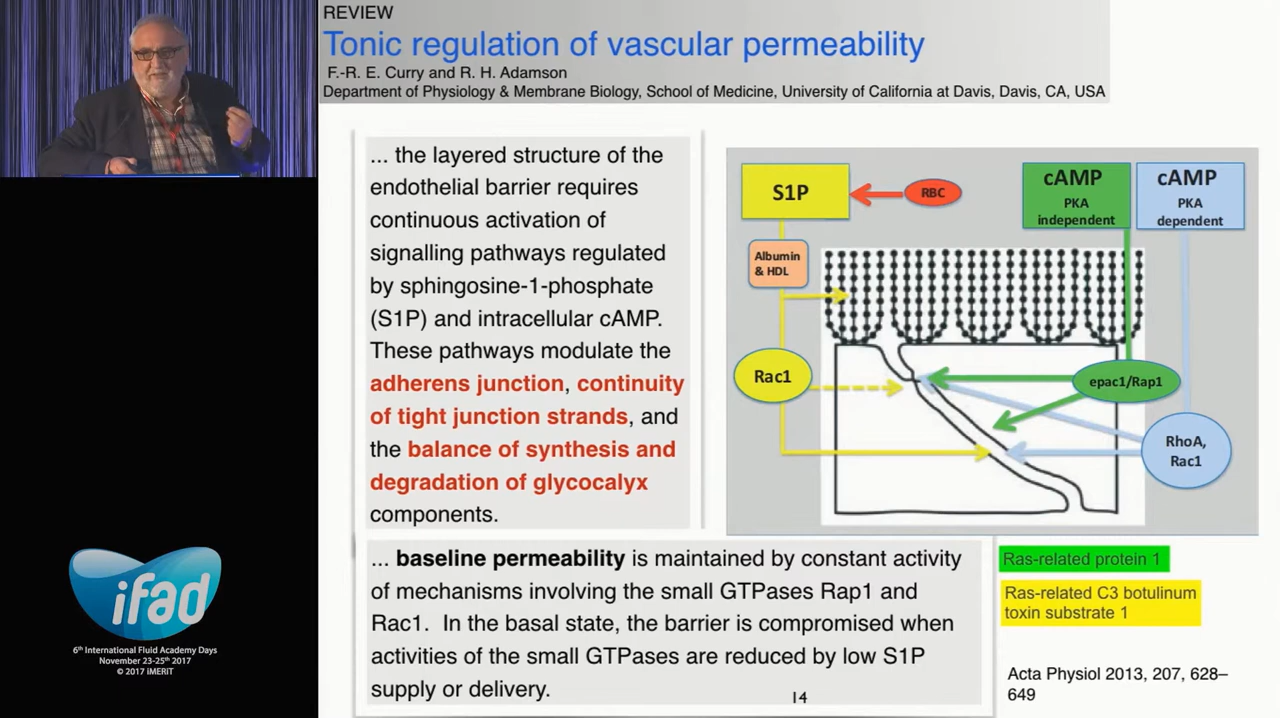 REVIEW
Tonic regulation of vascular permeability
F.-R. E. Curry and R. H. Adamson
Department of Physiology & Membrane Biology, School of Medicine, University of California at Davis, Davis, CA, USA
... the layered structure of the
endothelial barrier requires
continuous activation of
signalling pathways regulated
by sphingosine-1-phosphate
(S1P) and intracellular cAMP.
These pathways modulate the
adherens junction, continuity
of tight junction strands, and
the balance of synthesis and
degradation of glycocalyx
components.
S1P
RBC
cAMP
PKA
independent
cAMP
PKA
dependent
Albumin
& HDL
Rac1
epac1/Rap1
RhoA,
Rac1
... baseline permeability is maintained by constant activity
of mechanisms involving the small GTPases Rap1 and
Rac1. In the basal state, the barrier is compromised when
activities of the small GTPases are reduced by low S1P
supply or delivery.
14
Ras-related protein 1
Ras-related C3 botulinum
toxin substrate 1
Acta Physiol 2013, 207, 628–
649
ifad
6th International Fluid Academy Days
November 23-25th 2017
© 2017 iMERiT